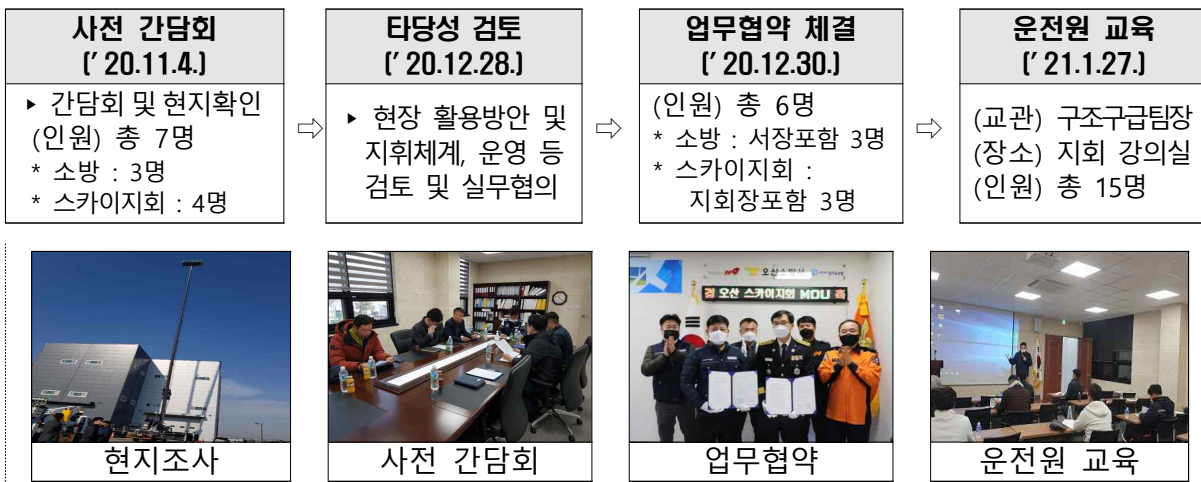 사전 간담회
(’20.11.4.)
▸ 간담회 및 현지확인
(인원) 총 7명
* 소방 : 3명
* 스카이지회 : 4명
⇨
타당성 검토
(’20.12.28.)
▸ 현장 활용방안 및
지휘체계, 운영 등
검토 및 실무협의
⇨
업무협약 체결
(’20.12.30.)
(인원) 총 6명
* 소방 : 서장포함 3명
* 스카이지회 :
지회장포함 3명
⇨
운전원 교육
(’21.1.27.)
(교관) 구조구급팀장
(장소) 지회 강의실
(인원) 총 15명
119 오산소방서
오산 스카이지회 MOU
현지조사
사전 간담회
업무협약
운전원 교육